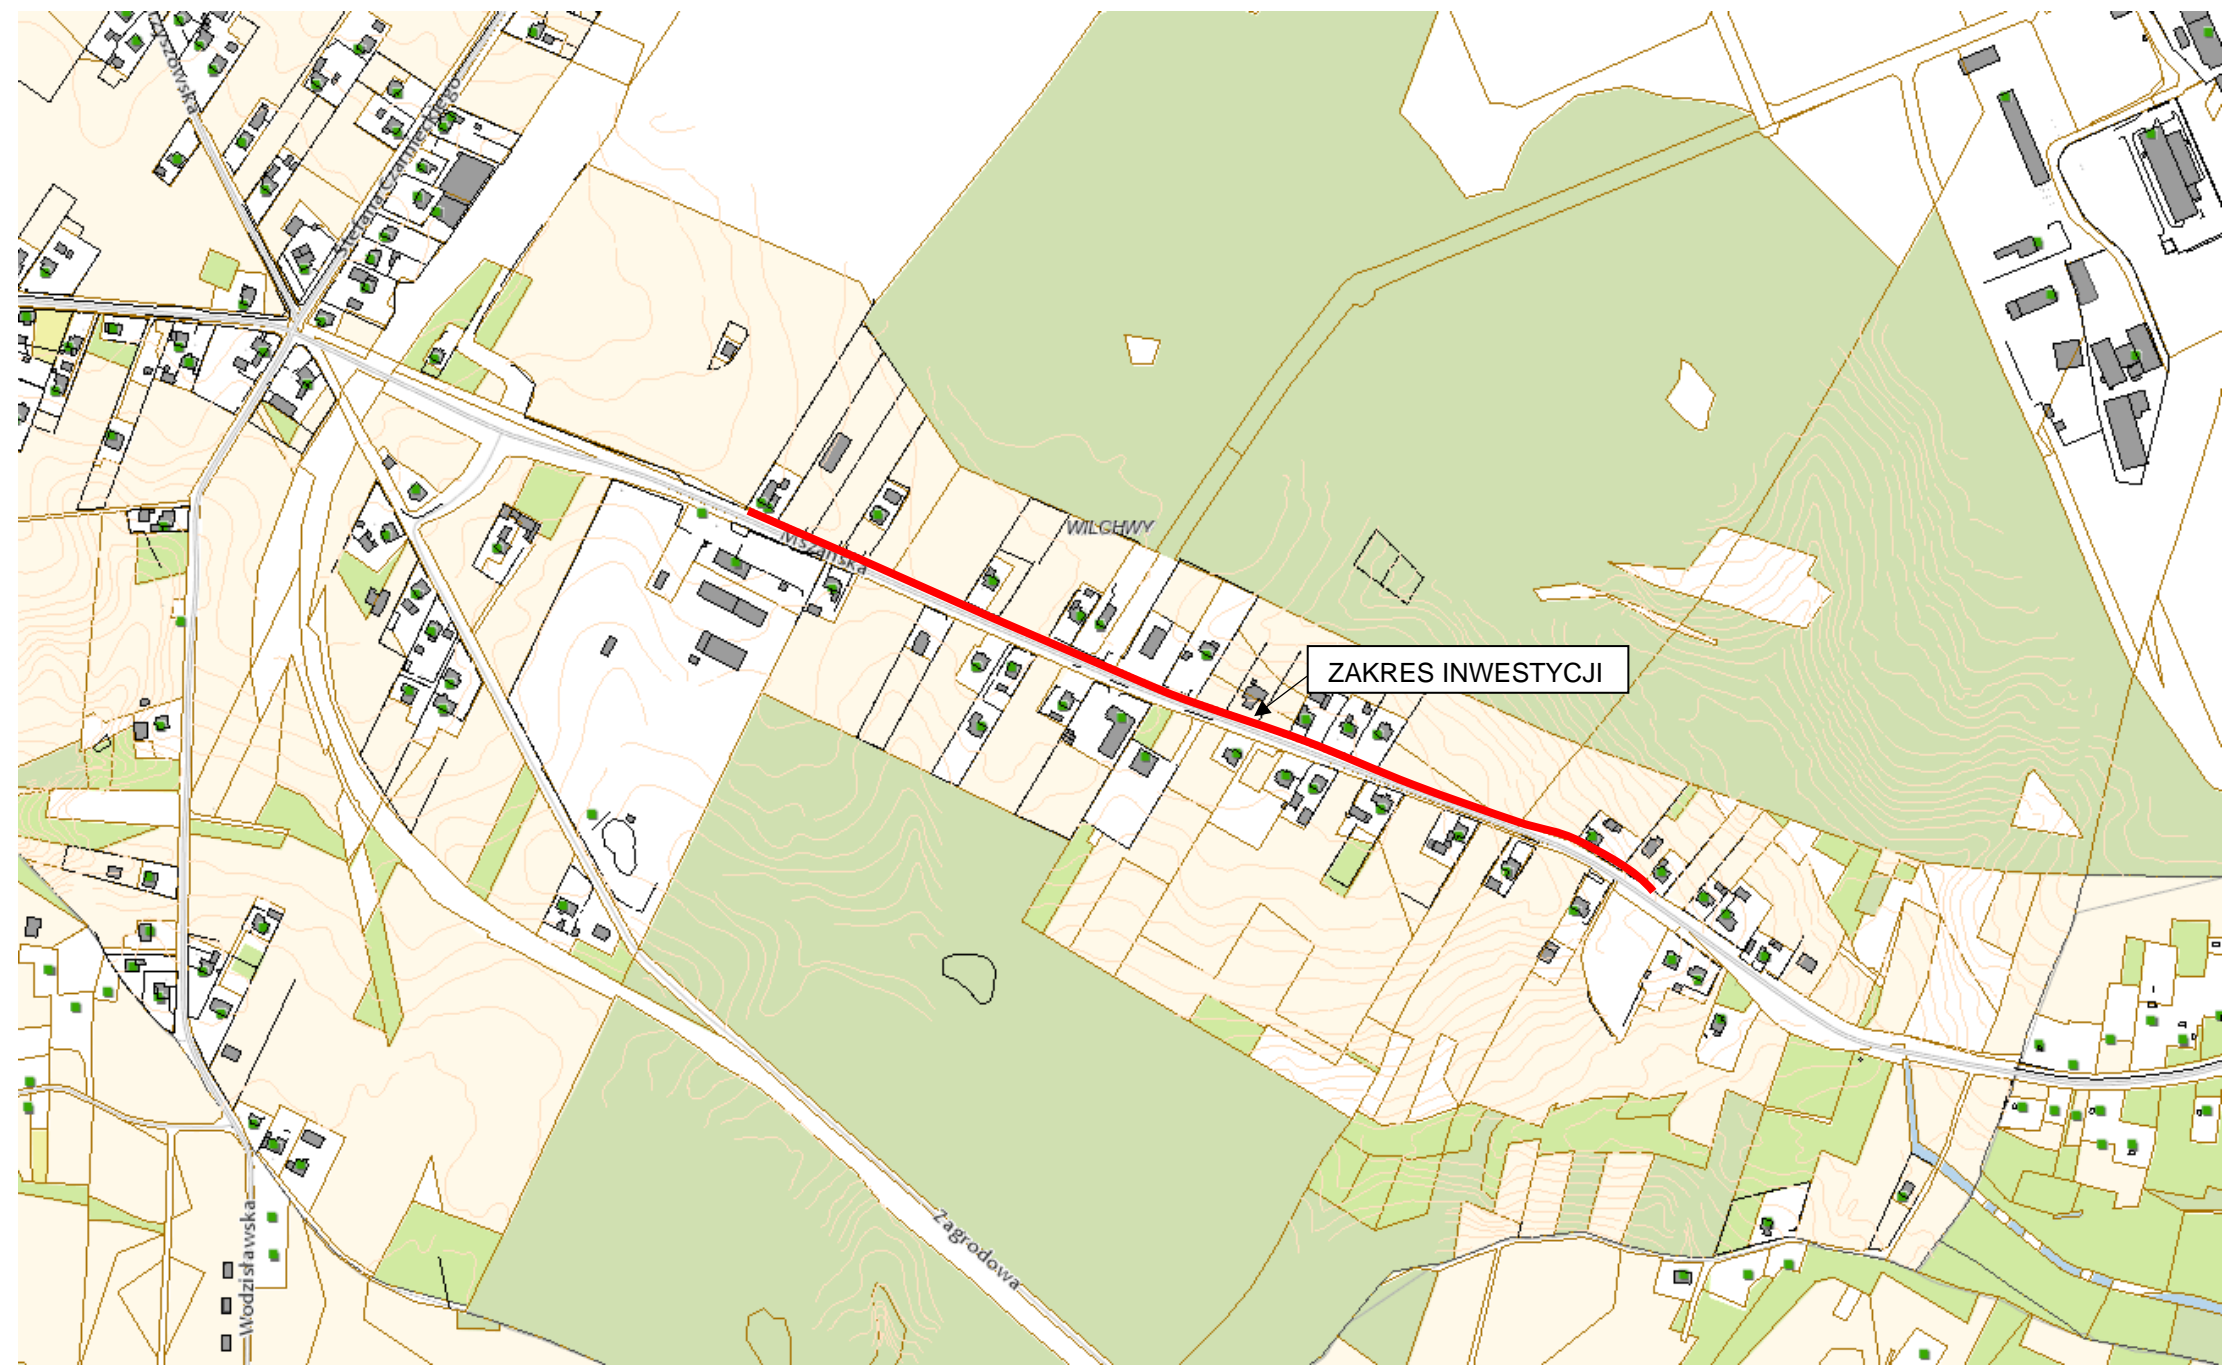 Stefana Czarnieckiego
Mszańska
WILCHWY
ZAKRES INWESTYCJI
Wodzisławska
Zagrodowa